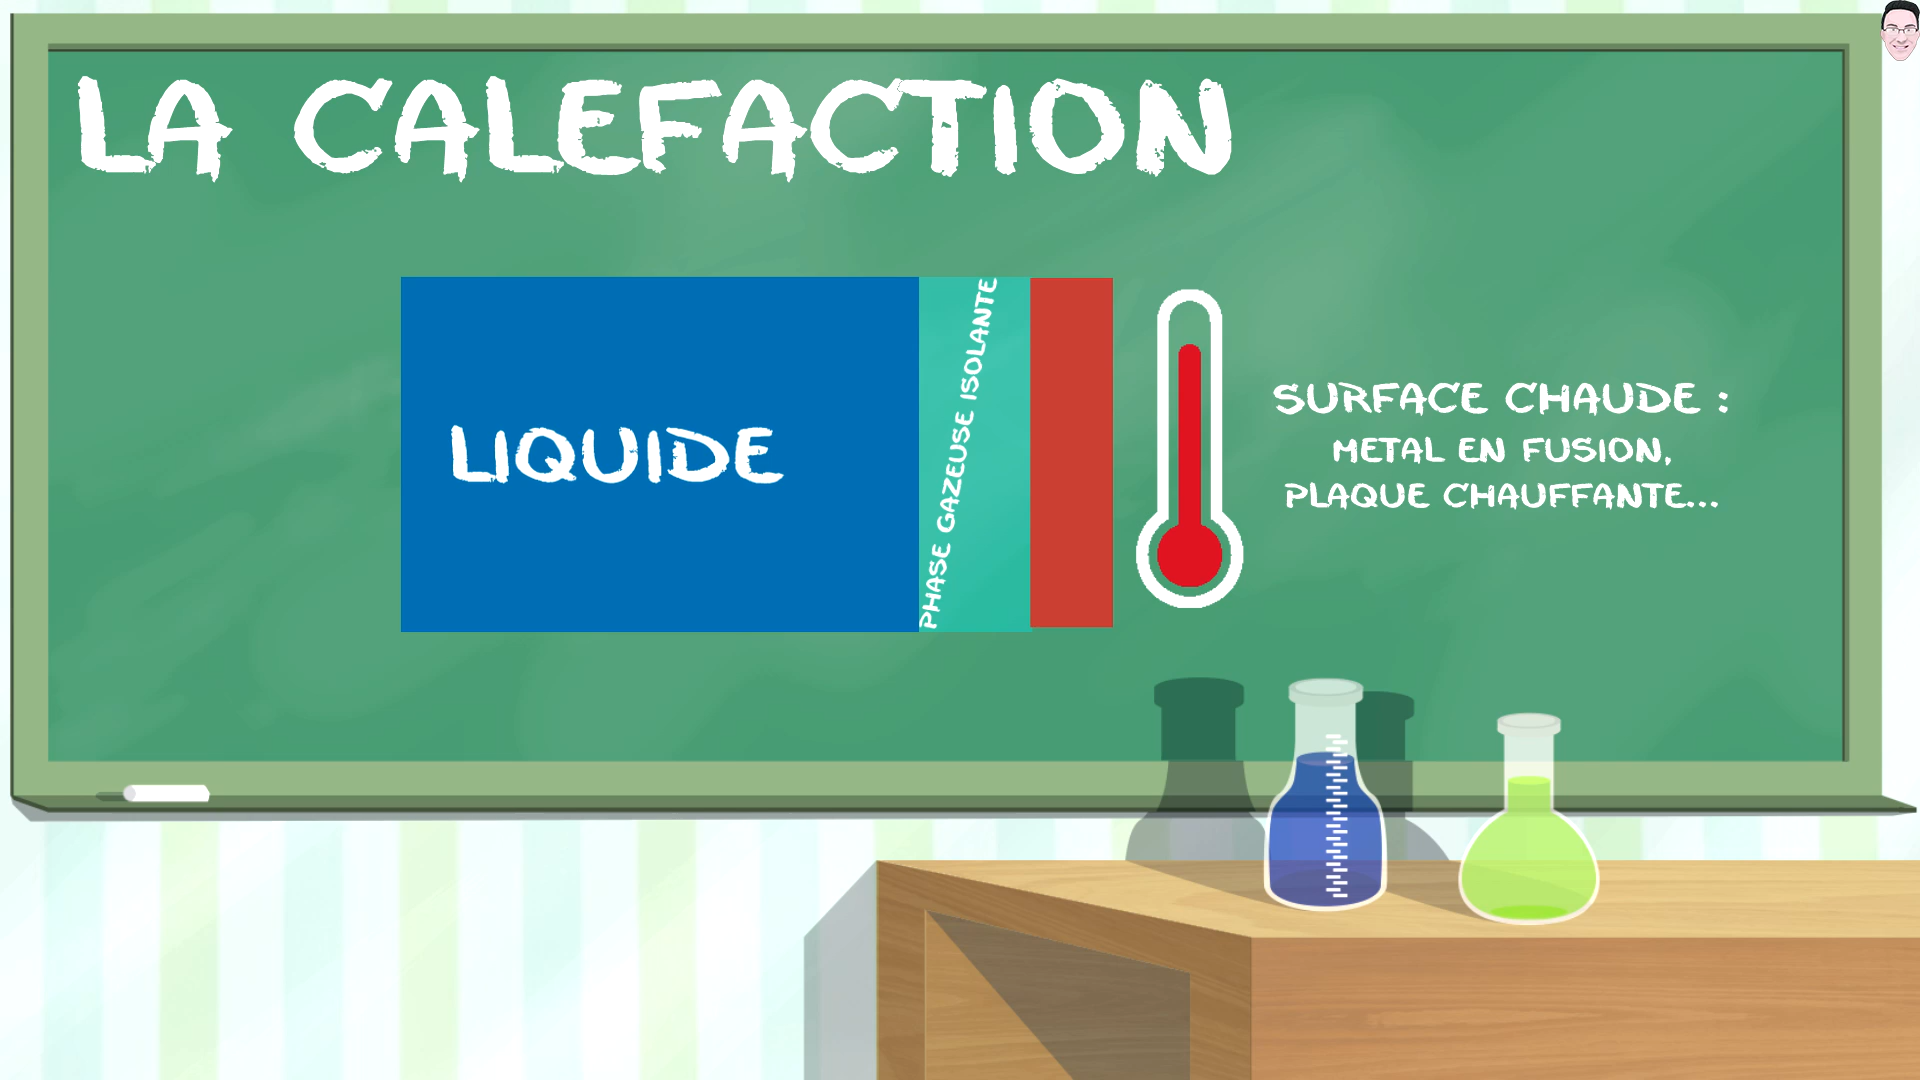 LA CALEFACTION
LIQUIDE
PHASE GAZEUSE ISOLANTE
SURFACE CHAUDE :
METAL EN FUSION,
PLAQUE CHAUFFANTE...